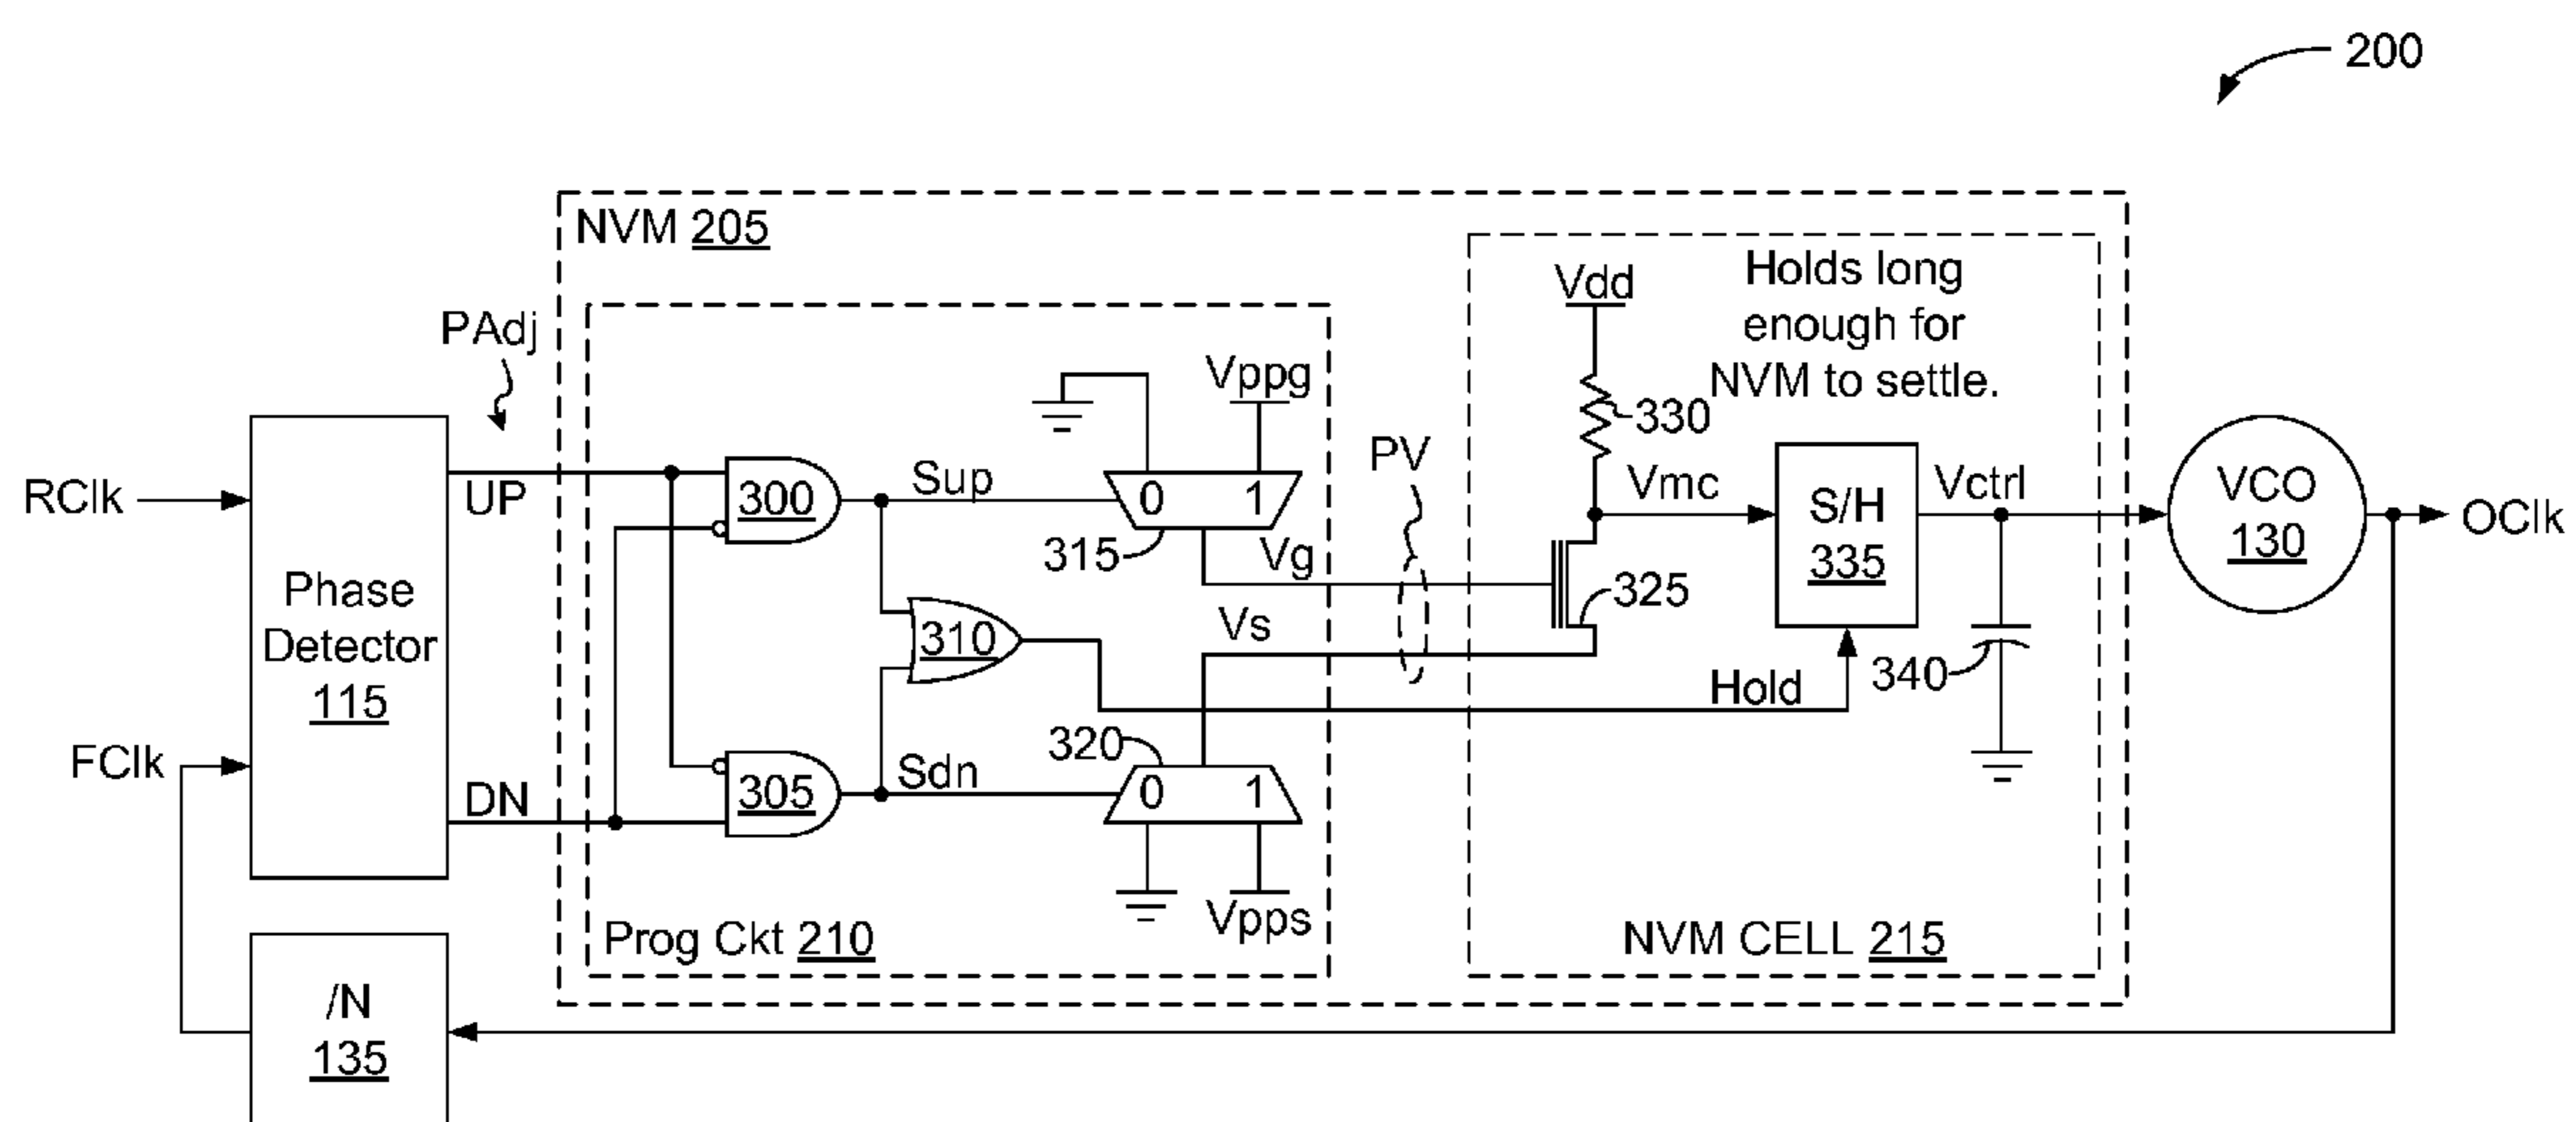 200
NVM 205
Holds long
enough for
NVM to settle.
Vdd
PAdj
Vppg
330
PV
RClk
UP
300
Sup
0 1
Vmc
S/H
335
Vctrl
VCO
130
OClk
315
Vg
325
Phase
Detector
115
310
Vs
Hold
340
FClk
DN
305
Sdn
320
0 1
Vpps
Prog Ckt 210
NVM CELL 215
/N
135